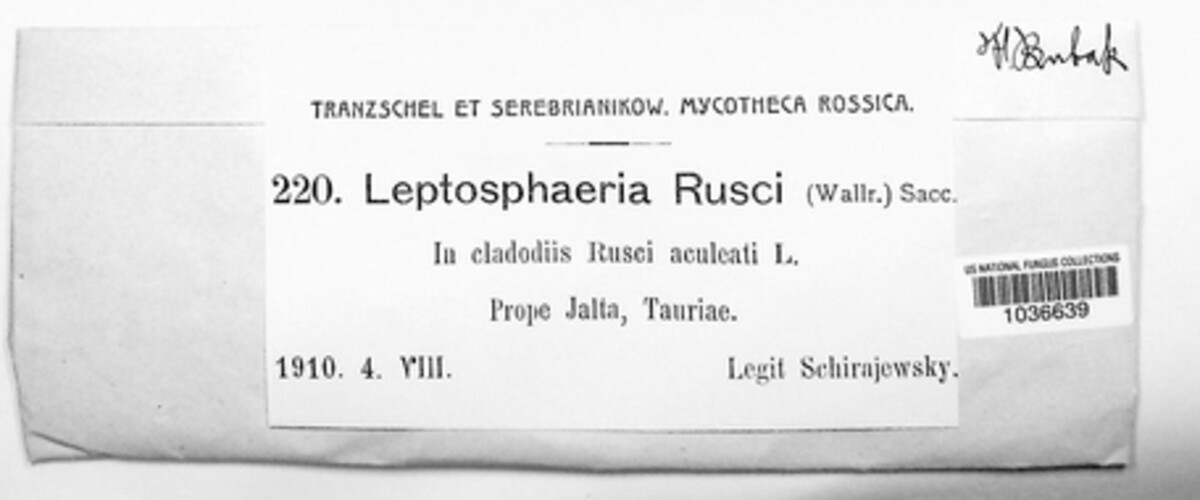 TRANZSCHEL ET SEREBRIANIKOW. MYCOTHECA ROSSICA.
220. Leptosphaeria Rusci (Wallr.) Sacc.
In cladodiis Rusci aculeati L.
Prope Jalta, Tauriae.
1910. 4. VIII.
Legit Schirajewsky.
US NATIONAL FUNGUS COLLECTIONS
1036639